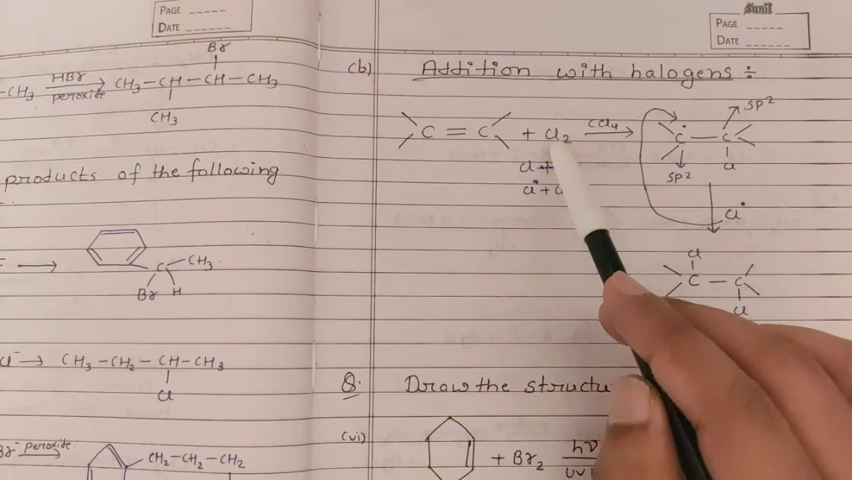 PAGE
DATE
Sunil
PAGE
DATE
Br
-CH3 HBr peroxide CH3-CH-CH-CH3
CH3
products of the following
C CH3
Br H
Cl- → CH3-CH2-CH-CH3
Cl
Br- peroxide
CH2-CH2-CH2
(b) Addition with halogens ÷
C = C + Cl2 CCl4 → C - C sp2
Cl +
sp2 Cl
Cl• +
Cl•
Cl
C - C
Cl
Q. Draw the structu
(vi) + Br2 hν